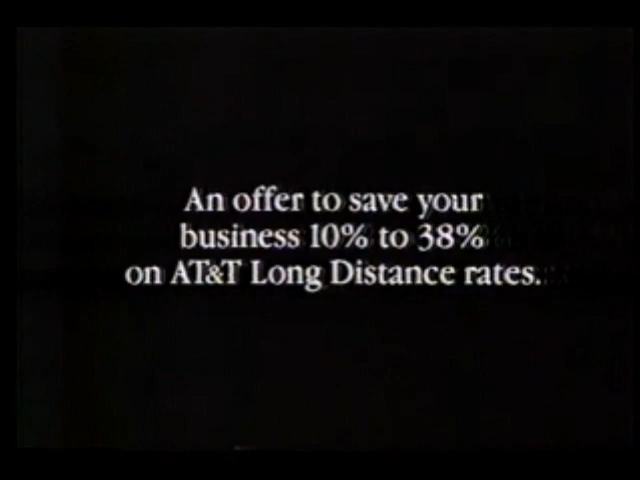 An offer to save your
business 10% to 38%
on AT&T Long Distance rates.